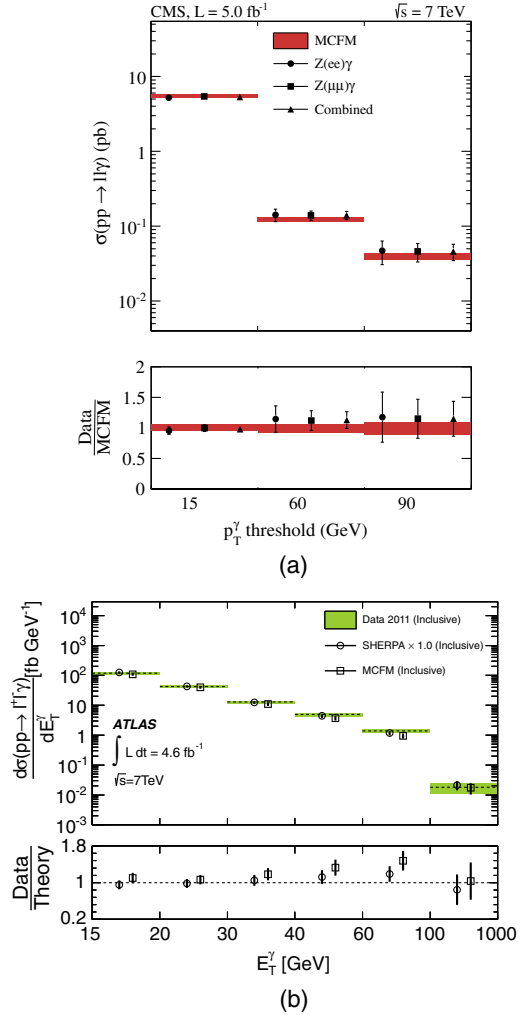 CMS, L = 5.0 fb⁻¹ √s = 7 TeV
MCFM
Z(ee)γ
Z(μμ)γ
Combined
σ(pp → llγ) (pb)
10
1
10⁻¹
10⁻²
2
1.5
1
0.5
0
Data
MCFM
15 60 90
p_T^γ threshold (GeV)
(a)
dσ(pp→ l⁺l⁻γ)
dE_T^γ
[fb GeV⁻¹]
10⁴
10³
10²
10
1
10⁻¹
10⁻²
10⁻³
Data 2011 (Inclusive)
SHERPA × 1.0 (Inclusive)
MCFM (Inclusive)
ATLAS
∫ L dt = 4.6 fb⁻¹
√s=7TeV
Data
Theory
1.8
1
0.2
15 20 30 40 60 100 1000
E_T^γ [GeV]
(b)